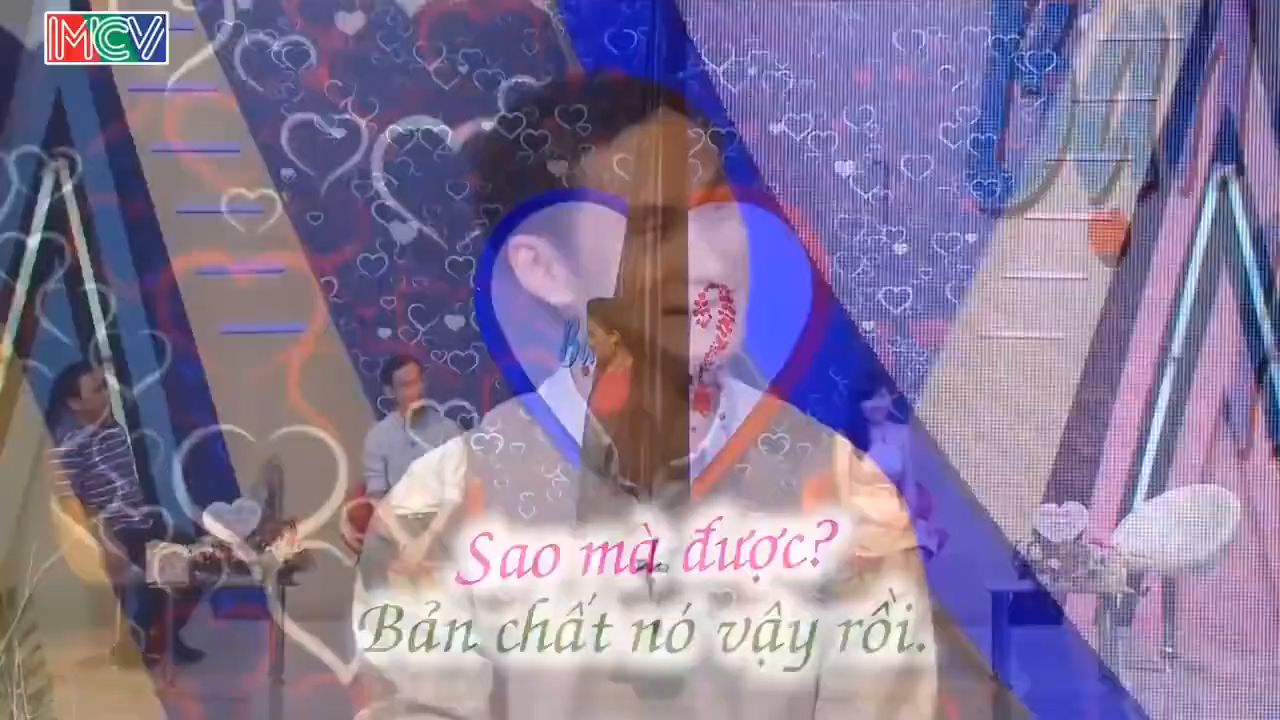 MCV
Sao mà được?
Bản chất nó vậy rồi.